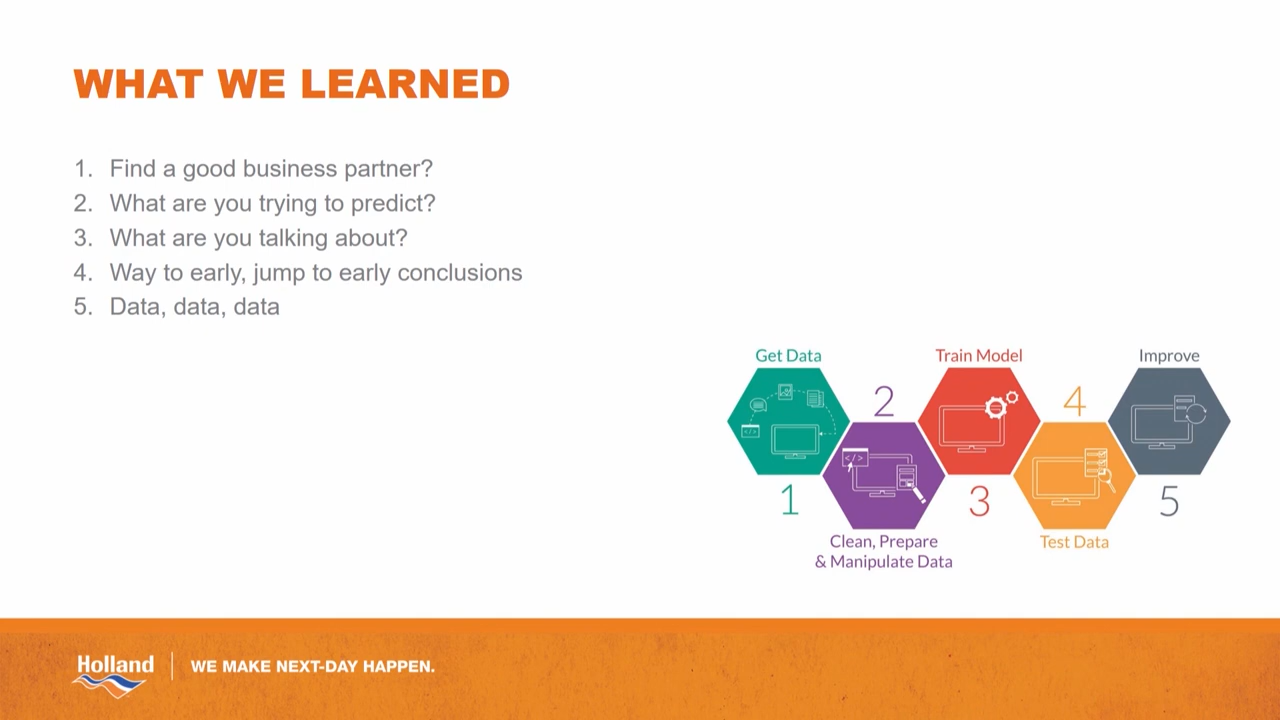 WHAT WE LEARNED
1. Find a good business partner?
2. What are you trying to predict?
3. What are you talking about?
4. Way to early, jump to early conclusions
5. Data, data, data
Get Data
Train Model
Improve
2
4
</>
</>
1
3
5
Clean, Prepare
& Manipulate Data
Test Data
Holland
WE MAKE NEXT-DAY HAPPEN.